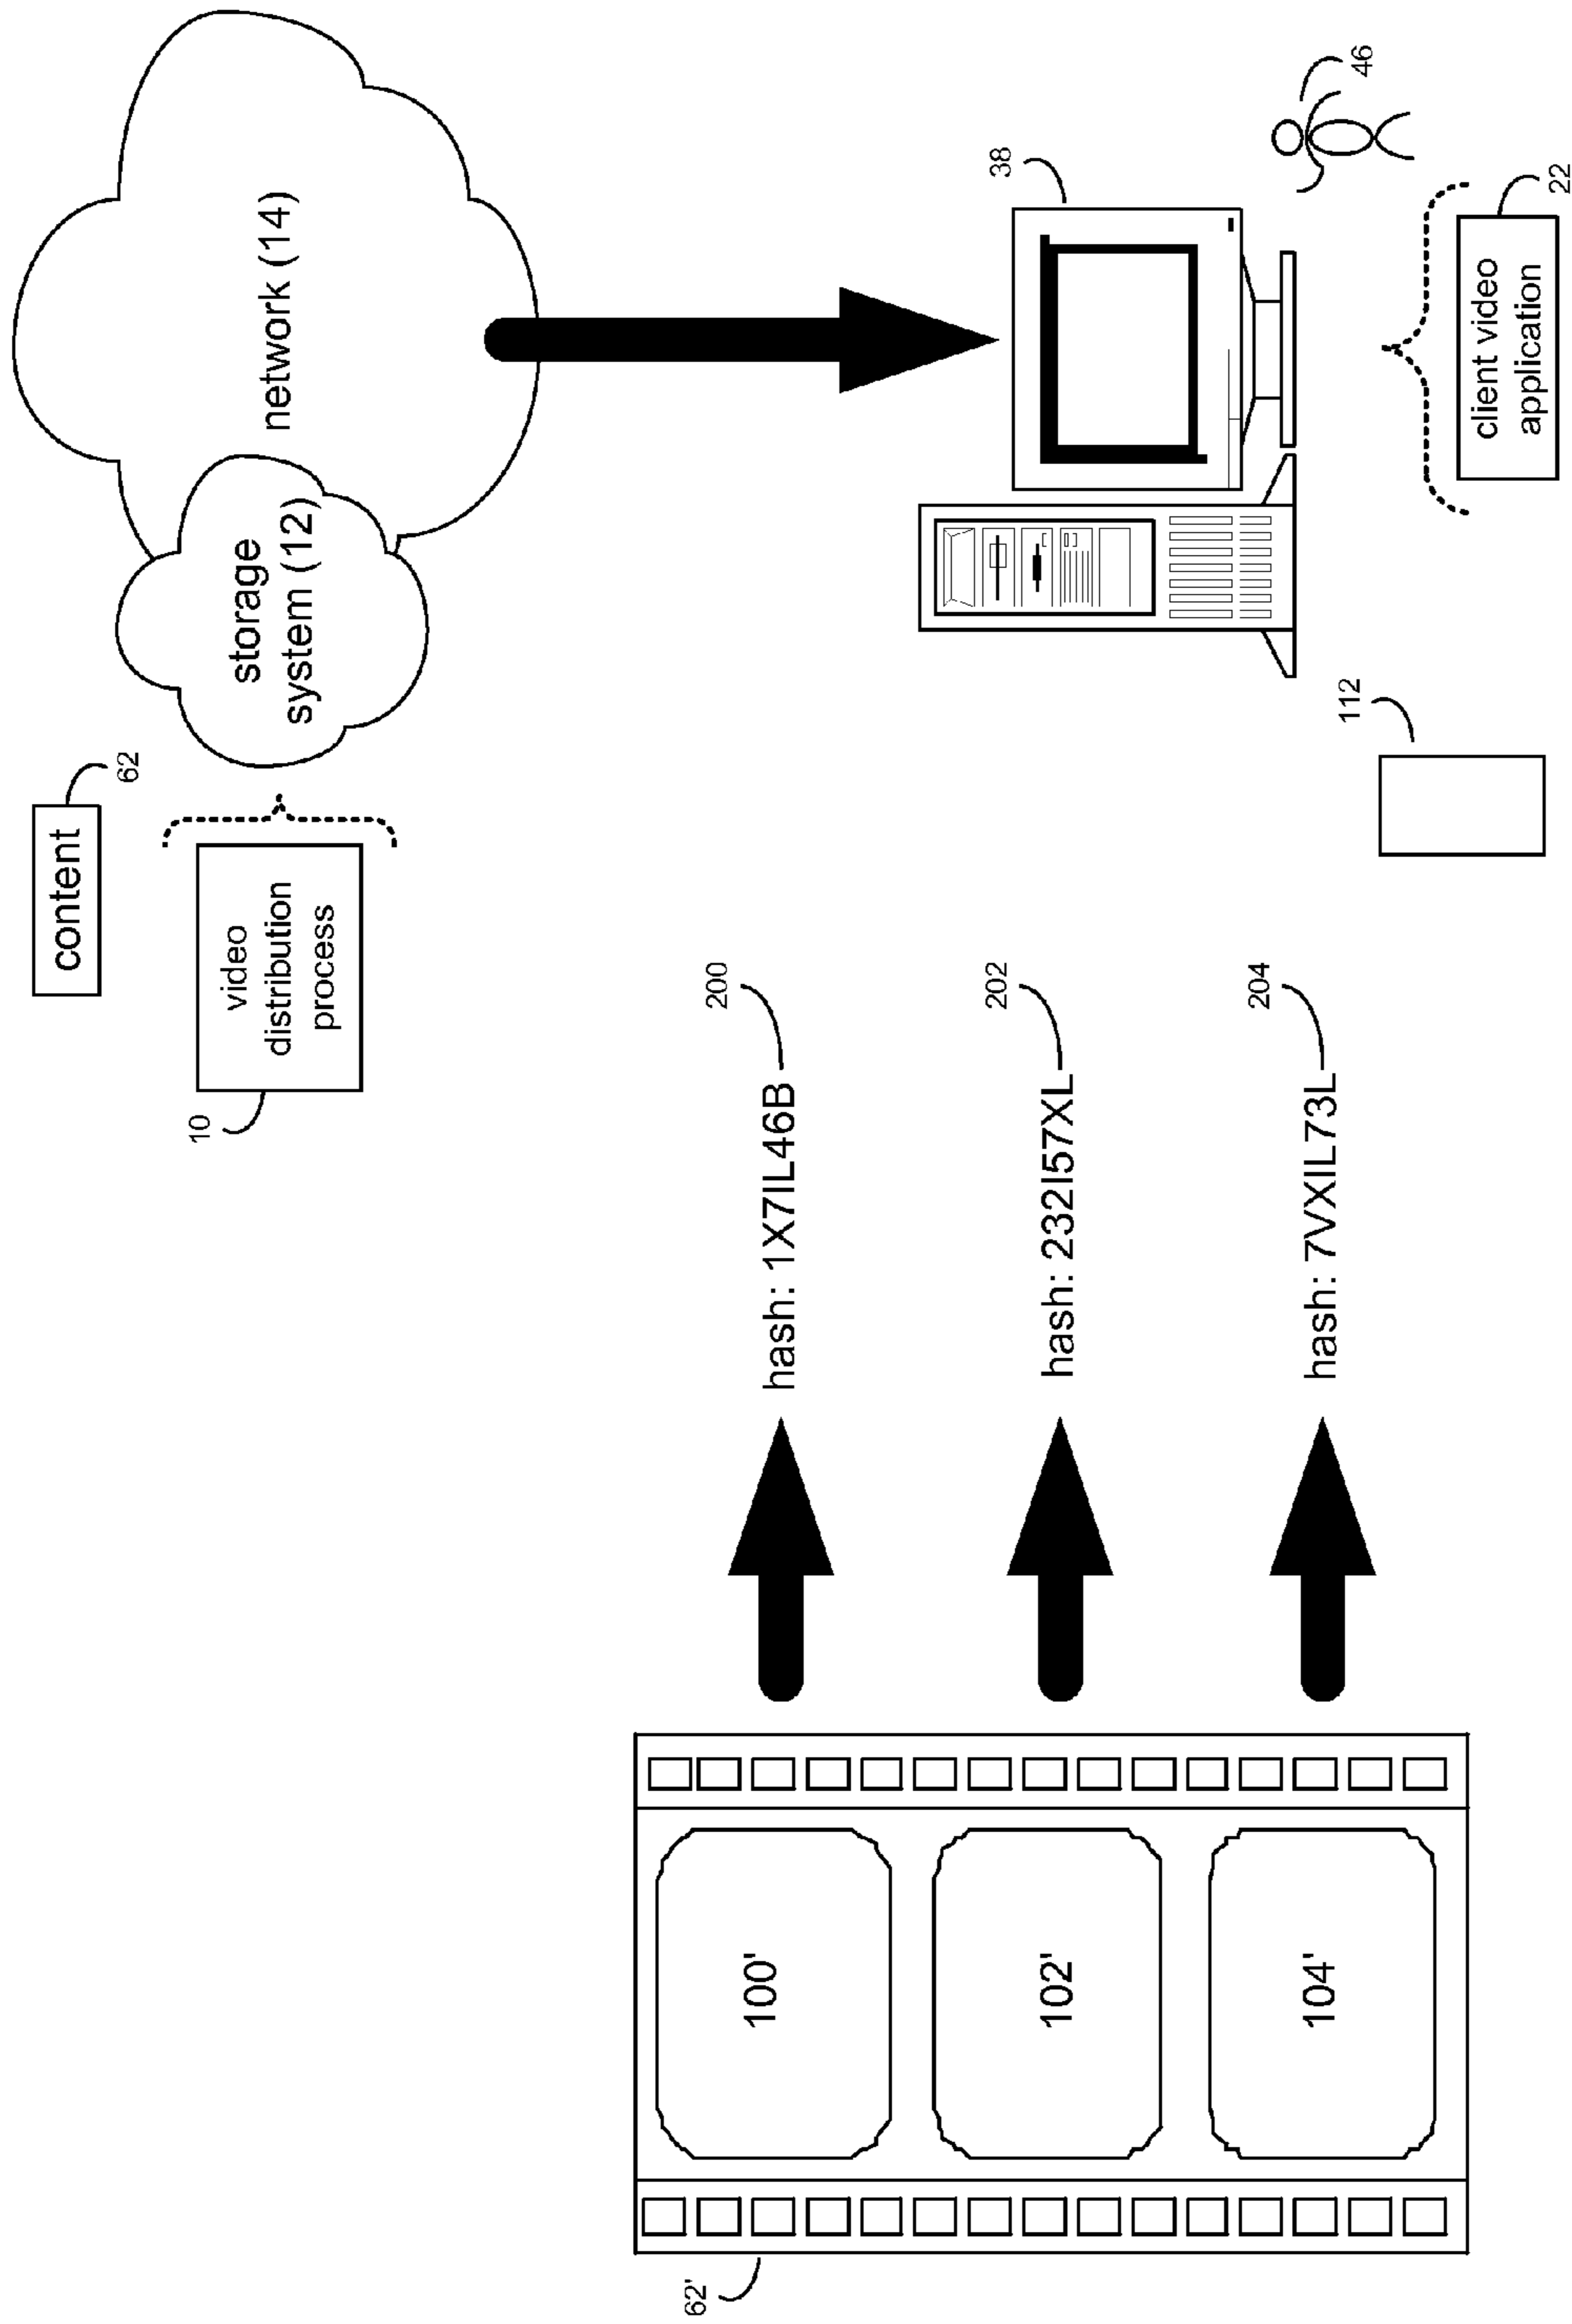 content
62
video
distribution
process
10
storage
system (12)
network (14)
38
46
client video
application
22
112
62'
100'
hash: 1X7IL46B
200
102'
hash: 232I57XL
202
104'
hash: 7VXIL73L
204